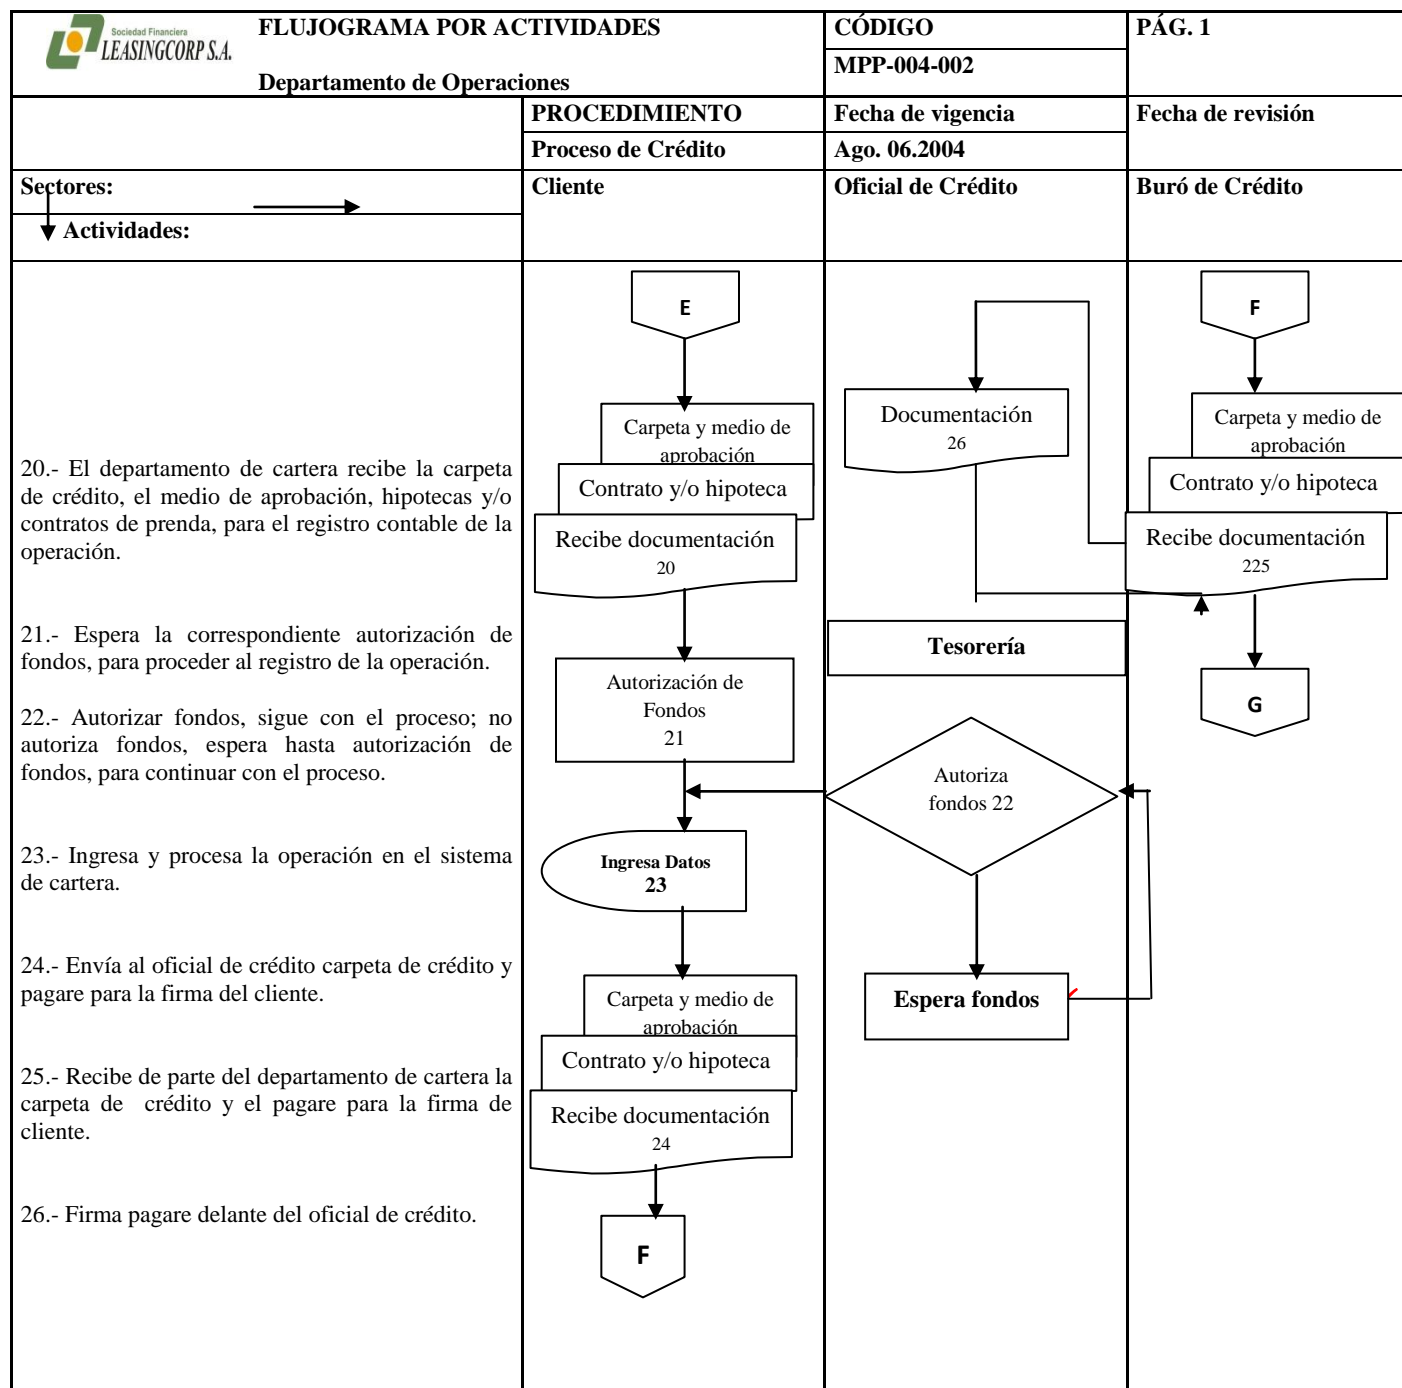 Sociedad Financiera
LEASINGCORP S.A.
FLUJOGRAMA POR ACTIVIDADES
Departamento de Operaciones
CÓDIGO
MPP-004-002
PÁG. 1
PROCEDIMIENTO
Proceso de Crédito
Fecha de vigencia
Ago. 06.2004
Fecha de revisión
Sectores:
Actividades:
Cliente
Oficial de Crédito
Buró de Crédito
20.- El departamento de cartera recibe la carpeta
de crédito, el medio de aprobación, hipotecas y/o
contratos de prenda, para el registro contable de la
operación.
21.- Espera la correspondiente autorización de
fondos, para proceder al registro de la operación.
22.- Autorizar fondos, sigue con el proceso; no
autoriza fondos, espera hasta autorización de
fondos, para continuar con el proceso.
23.- Ingresa y procesa la operación en el sistema
de cartera.
24.- Envía al oficial de crédito carpeta de crédito y
pagare para la firma del cliente.
25.- Recibe de parte del departamento de cartera la
carpeta de crédito y el pagare para la firma de
cliente.
26.- Firma pagare delante del oficial de crédito.
E
Carpeta y medio de
aprobación
Contrato y/o hipoteca
Recibe documentación
20
Autorización de
Fondos
21
Ingresa Datos
23
Carpeta y medio de
aprobación
Contrato y/o hipoteca
Recibe documentación
24
F
Documentación
26
Tesorería
Autoriza
fondos 22
Espera fondos
F
Carpeta y medio de
aprobación
Contrato y/o hipoteca
Recibe documentación
225
G